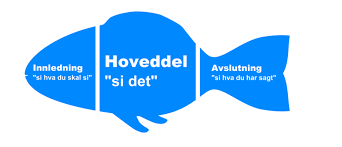 Innledning
"si hva du skal si"
Hoveddel
"si det"
Avslutning
"si hva du har sagt"